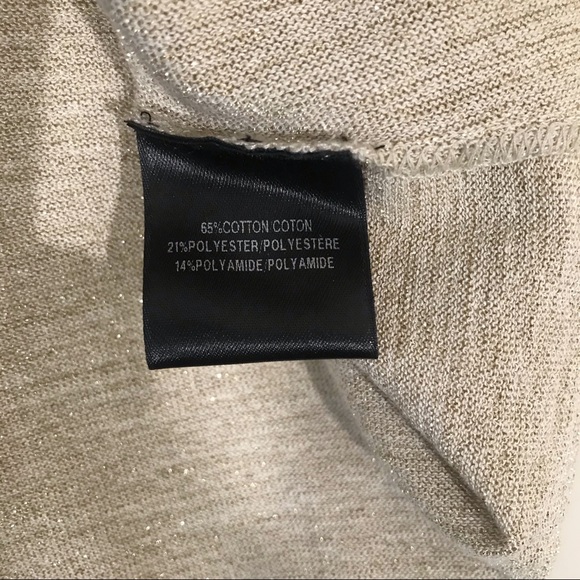 65%COTTON COTON
21%POLYESTER/POLYESTERE
14%POLYAMIDE/POLYAMIDE